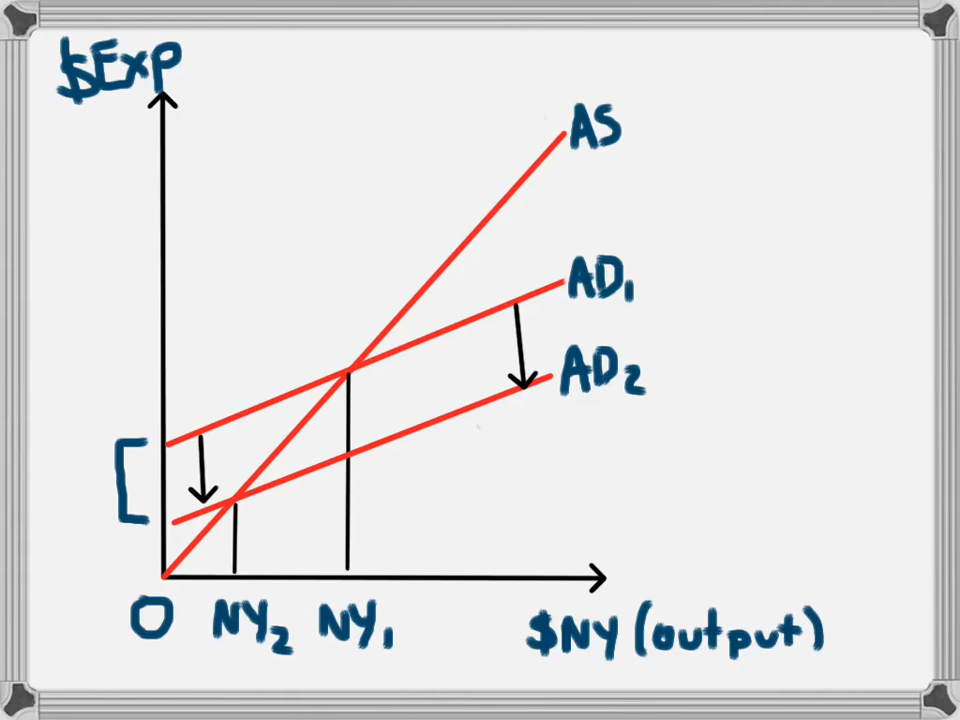 $Exp
AS
AD₁
AD₂
O NY₂ NY₁ $NY (output)